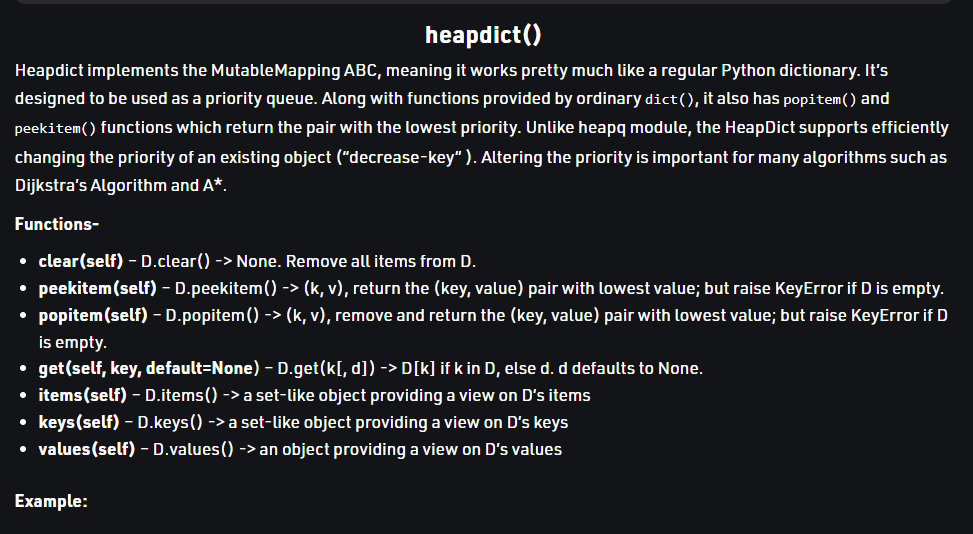 heapdict()
Heapdict implements the MutableMapping ABC, meaning it works pretty much like a regular Python dictionary. It’s
designed to be used as a priority queue. Along with functions provided by ordinary dict(), it also has popitem() and
peekitem() functions which return the pair with the lowest priority. Unlike heapq module, the HeapDict supports efficiently
changing the priority of an existing object (“decrease-key” ). Altering the priority is important for many algorithms such as
Dijkstra’s Algorithm and A*.
Functions-
• clear(self) – D.clear() -> None. Remove all items from D.
• peekitem(self) – D.peekitem() -> (k, v), return the (key, value) pair with lowest value; but raise KeyError if D is empty.
• popitem(self) – D.popitem() -> (k, v), remove and return the (key, value) pair with lowest value; but raise KeyError if D
is empty.
• get(self, key, default=None) – D.get(k[, d]) -> D[k] if k in D, else d. d defaults to None.
• items(self) – D.items() -> a set-like object providing a view on D’s items
• keys(self) – D.keys() -> a set-like object providing a view on D’s keys
• values(self) – D.values() -> an object providing a view on D’s values
Example: